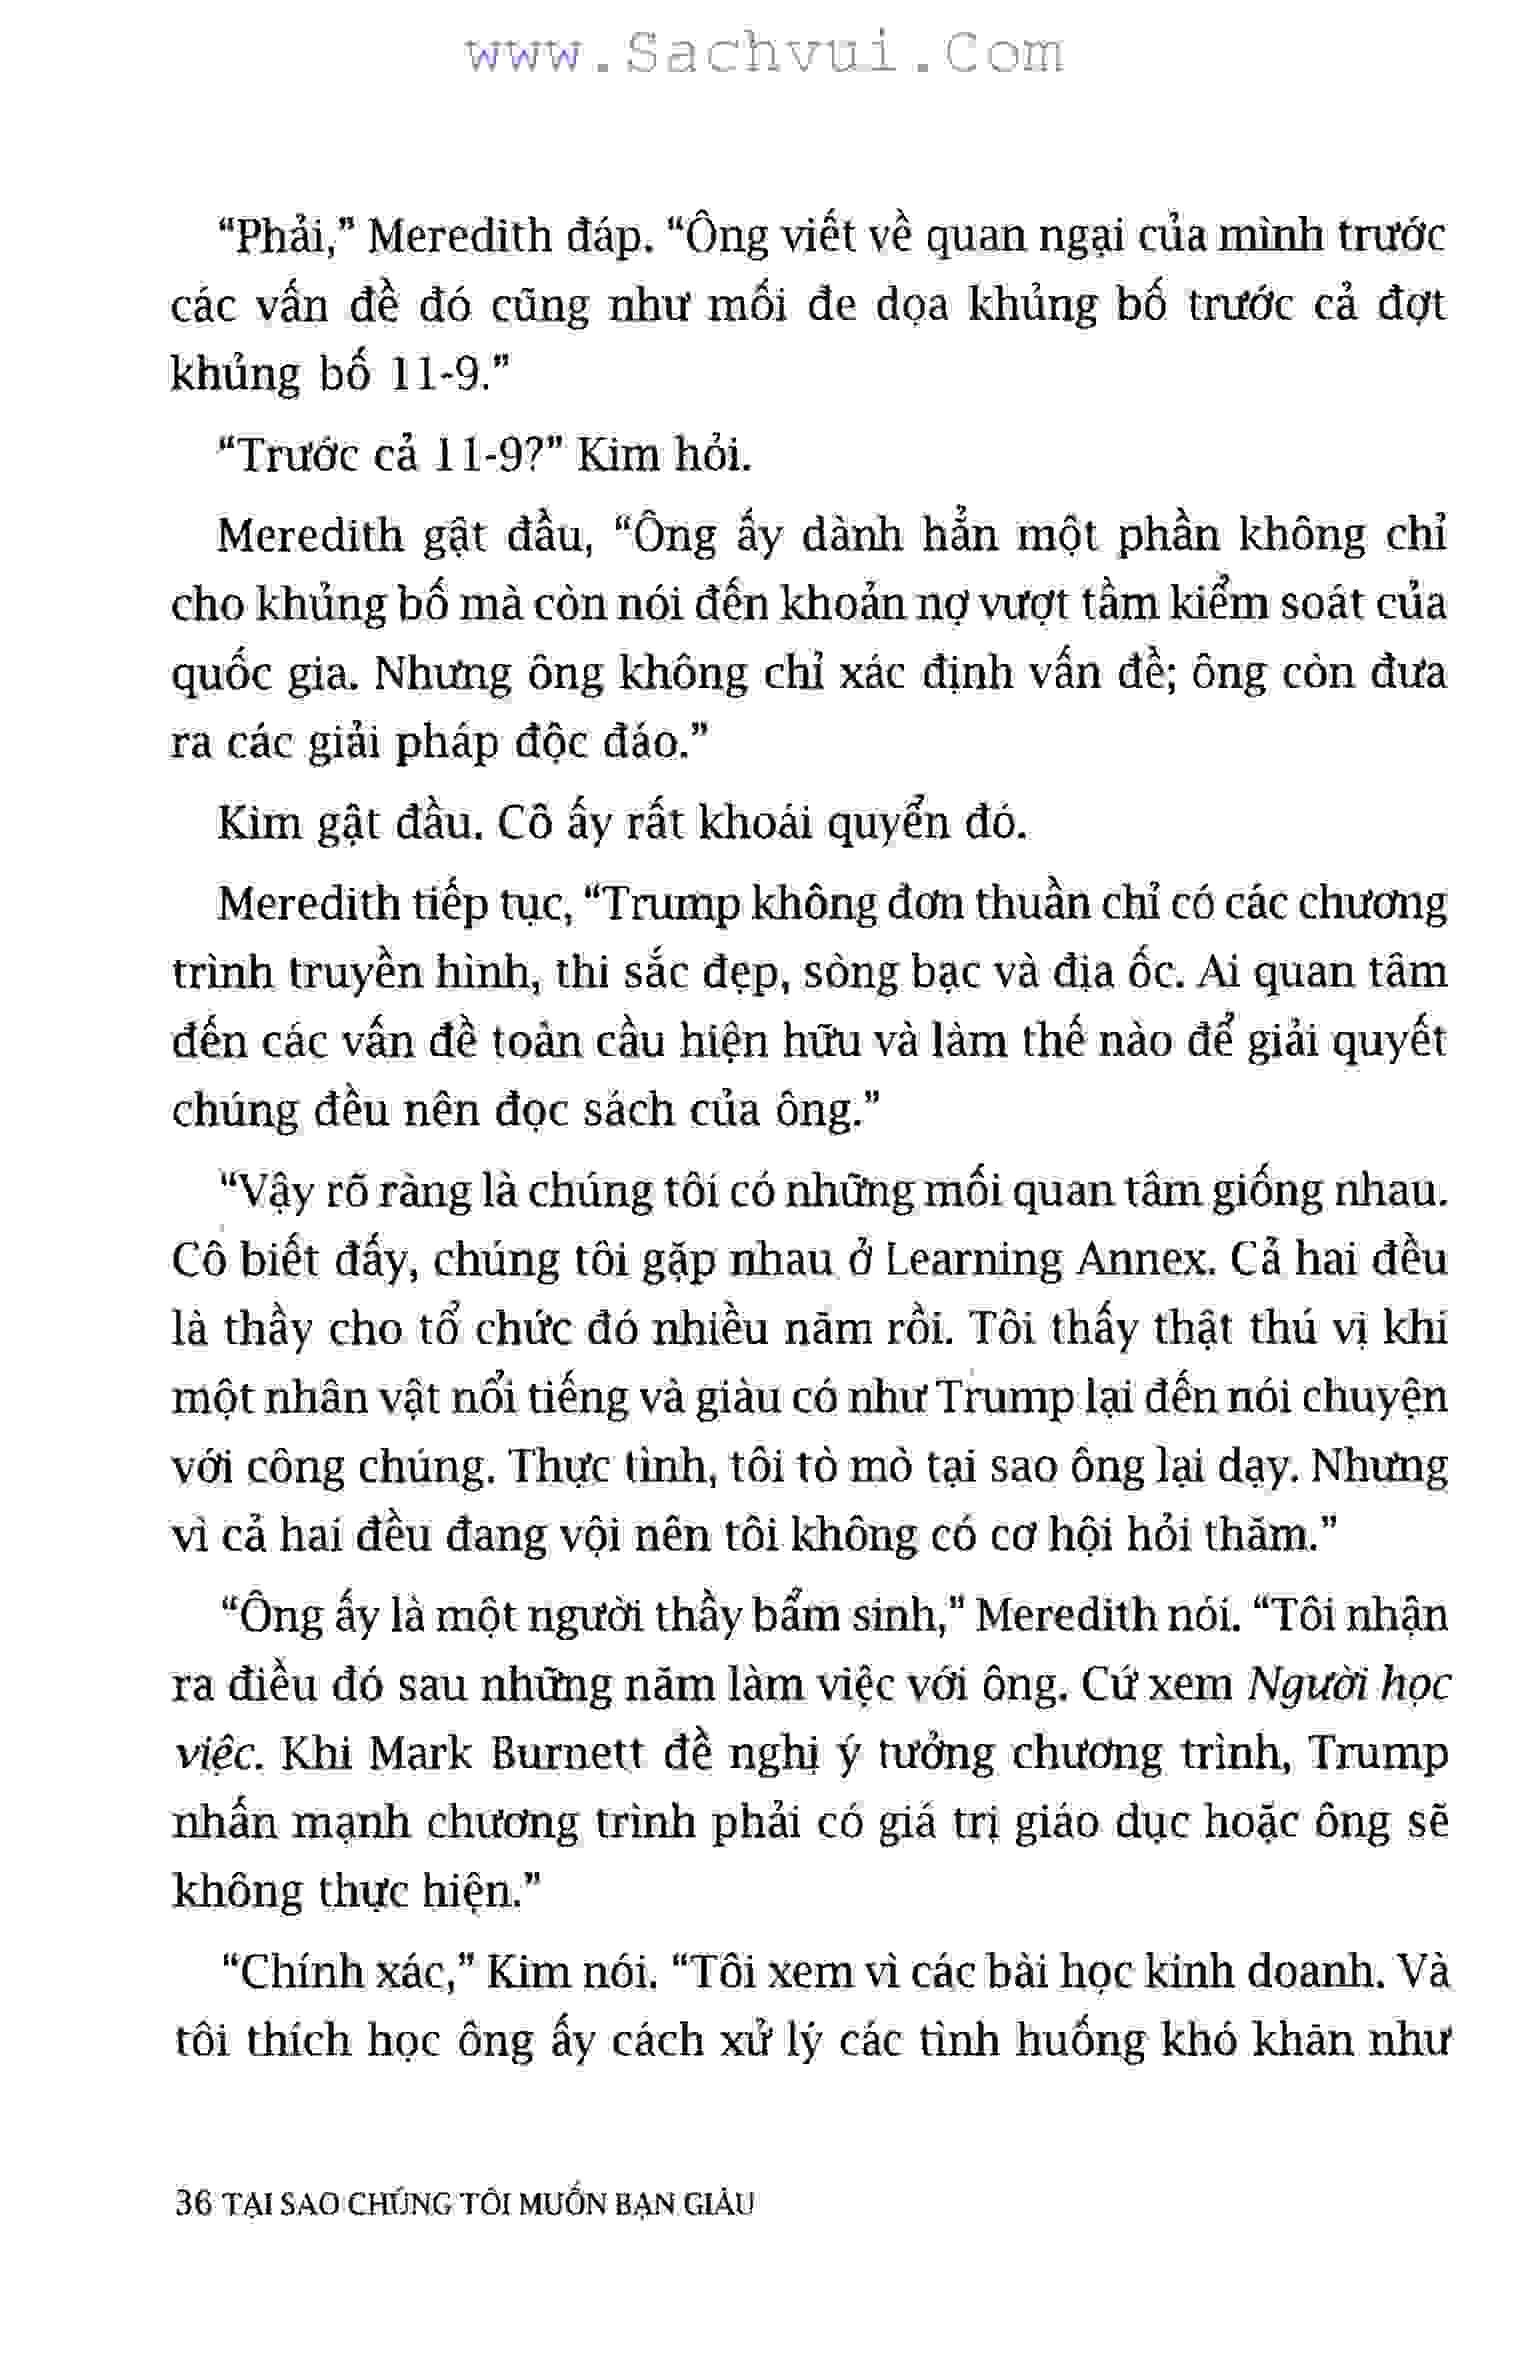 www.Sachvui.Com
“Phải,” Meredith đáp. “Ông viết về quan ngại của mình trước
các vấn đề đó cũng như mối đe dọa khủng bố trước cả đợt
khủng bố 11-9.”
“Trước cả 11-9?” Kim hỏi.
Meredith gật đầu, “Ông ấy dành hẳn một phần không chỉ
cho khủng bố mà còn nói đến khoản nợ vượt tầm kiểm soát của
quốc gia. Nhưng ông không chỉ xác định vấn đề; ông còn đưa
ra các giải pháp độc đáo.”
Kim gật đầu. Cô ấy rất khoái quyển đó.
Meredith tiếp tục, “Trump không đơn thuần chỉ có các chương
trình truyền hình, thi sắc đẹp, sòng bạc và địa ốc. Ai quan tâm
đến các vấn đề toàn cầu hiện hữu và làm thế nào để giải quyết
chúng đều nên đọc sách của ông.”
“Vậy rõ ràng là chúng tôi có những mối quan tâm giống nhau.
Cô biết đấy, chúng tôi gặp nhau ở Learning Annex. Cả hai đều
là thầy cho tổ chức đó nhiều năm rồi. Tôi thấy thật thú vị khi
một nhân vật nổi tiếng và giàu có như Trump lại đến nói chuyện
với công chúng. Thực tình, tôi tò mò tại sao ông lại dạy. Nhưng
vì cả hai đều đang vội nên tôi không có cơ hội hỏi thăm.”
“Ông ấy là một người thầy bẩm sinh,” Meredith nói. “Tôi nhận
ra điều đó sau những năm làm việc với ông. Cứ xem Người học
việc. Khi Mark Burnett đề nghị ý tưởng chương trình, Trump
nhấn mạnh chương trình phải có giá trị giáo dục hoặc ông sẽ
không thực hiện.”
“Chính xác,” Kim nói. “Tôi xem vì các bài học kinh doanh. Và
tôi thích học ông ấy cách xử lý các tình huống khó khăn như
36 TẠI SAO CHÚNG TÔI MUỐN BẠN GIÀU